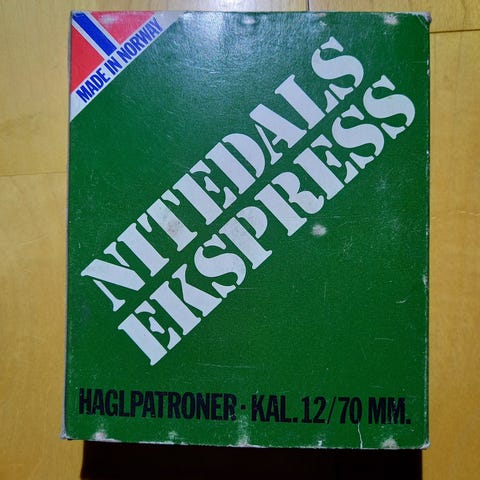 MADE IN NORWAY
NITEDALS
EKSPRESS
HAGLPATRONER · KAL. 12/70 MM.